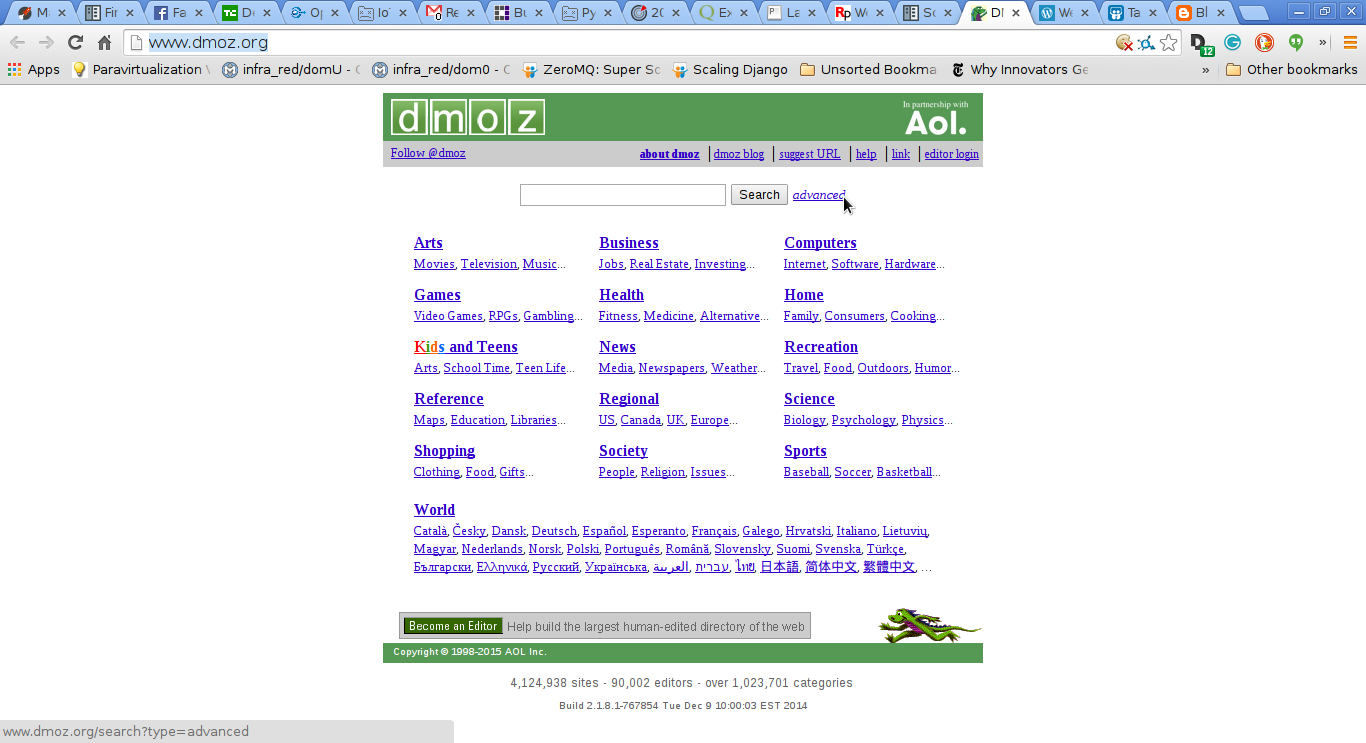 M Fir Fa De Op Io Re Bu Py 20 Ex La We Sc D We Ta Bl
www.dmoz.org 12
Apps Paravirtualization infra_red/domU - infra_red/dom0 - ZeroMQ: Super Sc Scaling Django Unsorted Bookma Why Innovators Ge » Other bookmarks
dmoz In partnership with
Aol.
Follow @dmoz about dmoz | dmoz blog | suggest URL | help | link | editor login
Search advanced
Arts Business Computers
Movies, Television, Music... Jobs, Real Estate, Investing... Internet, Software, Hardware...
Games Health Home
Video Games, RPGs, Gambling... Fitness, Medicine, Alternative... Family, Consumers, Cooking...
Kids and Teens News Recreation
Arts, School Time, Teen Life... Media, Newspapers, Weather... Travel, Food, Outdoors, Humor...
Reference Regional Science
Maps, Education, Libraries... US, Canada, UK, Europe... Biology, Psychology, Physics...
Shopping Society Sports
Clothing, Food, Gifts... People, Religion, Issues... Baseball, Soccer, Basketball...
World
Català, Česky, Dansk, Deutsch, Español, Esperanto, Français, Galego, Hrvatski, Italiano, Lietuvių,
Magyar, Nederlands, Norsk, Polski, Português, Română, Slovensky, Suomi, Svenska, Türkçe,
Български, Ελληνικά, Русский, Українська, العربية, עברית, ไทย, 日本語, 简体中文, 繁體中文, ...
Become an Editor Help build the largest human-edited directory of the web
Copyright © 1998-2015 AOL Inc.
4,124,938 sites - 90,002 editors - over 1,023,701 categories
Build 2.1.8.1-767854 Tue Dec 9 10:00:03 EST 2014
www.dmoz.org/search?type=advanced